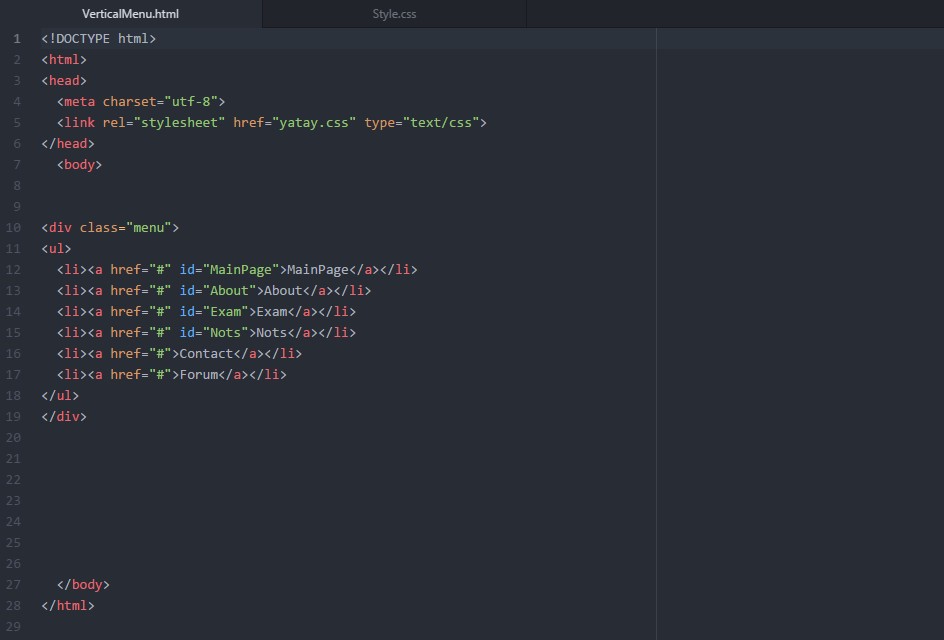 VerticalMenu.html Style.css
1 <!DOCTYPE html>
2 <html>
3 <head>
4 <meta charset="utf-8">
5 <link rel="stylesheet" href="yatay.css" type="text/css">
6 </head>
7 <body>
8
9
10 <div class="menu">
11 <ul>
12 <li><a href="#" id="MainPage">MainPage</a></li>
13 <li><a href="#" id="About">About</a></li>
14 <li><a href="#" id="Exam">Exam</a></li>
15 <li><a href="#" id="Nots">Nots</a></li>
16 <li><a href="#">Contact</a></li>
17 <li><a href="#">Forum</a></li>
18 </ul>
19 </div>
20
21
22
23
24
25
26
27 </body>
28 </html>
29